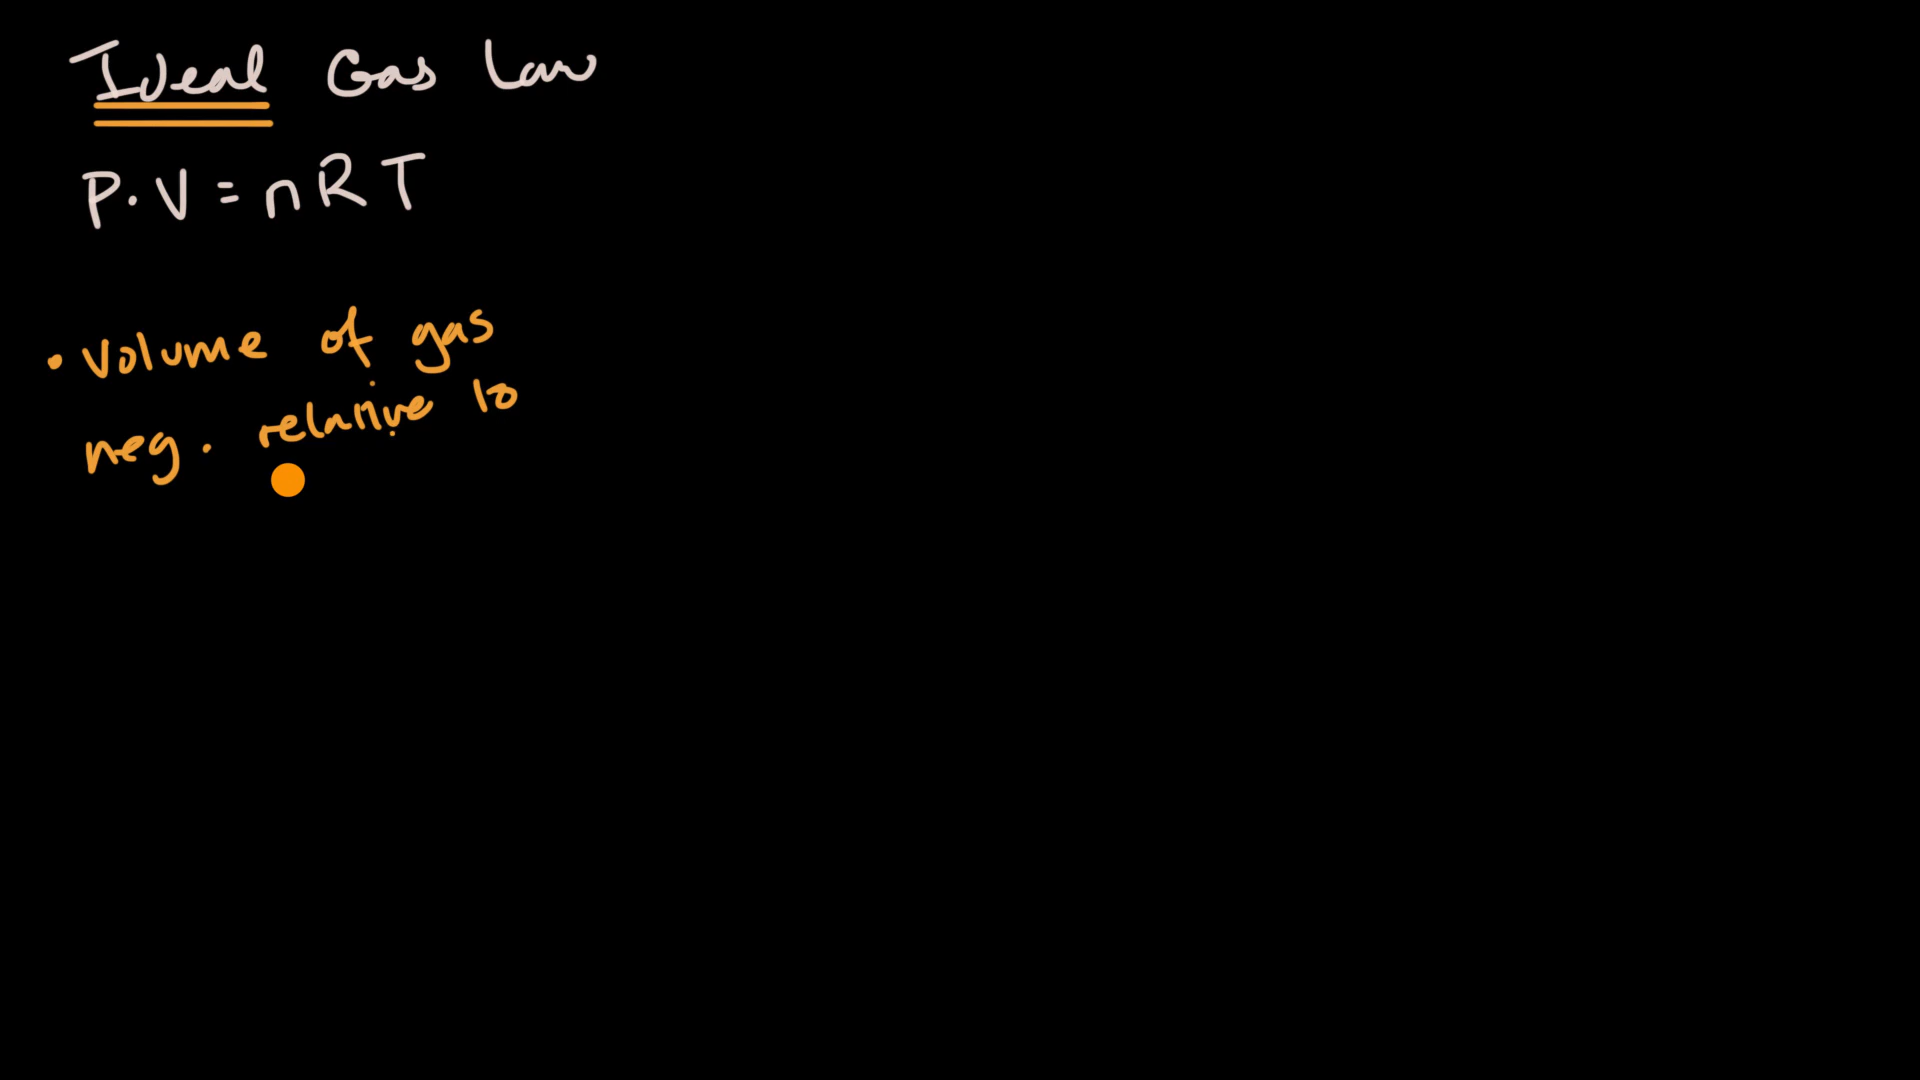 Ideal Gas Law
P·V = nRT
• volume of gas
neg. relative to